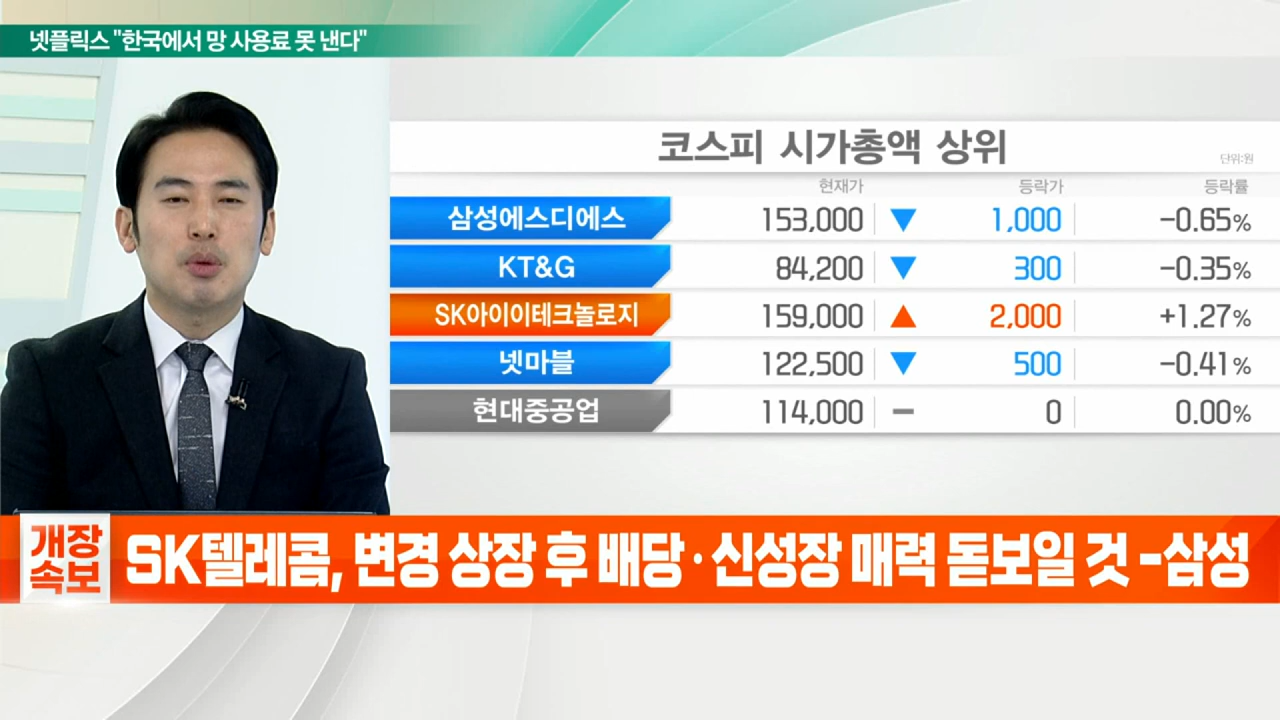 넷플릭스 "한국에서 망 사용료 못 낸다"
코스피 시가총액 상위
단위:원
현재가 등락가 등락률
삼성에스디에스 153,000 ▼ 1,000 -0.65%
KT&G 84,200 ▼ 300 -0.35%
SK아이이테크놀로지 159,000 ▲ 2,000 +1.27%
넷마블 122,500 ▼ 500 -0.41%
현대중공업 114,000 - 0 0.00%
개장
속보
SK텔레콤, 변경 상장 후 배당·신성장 매력 돋보일 것 -삼성